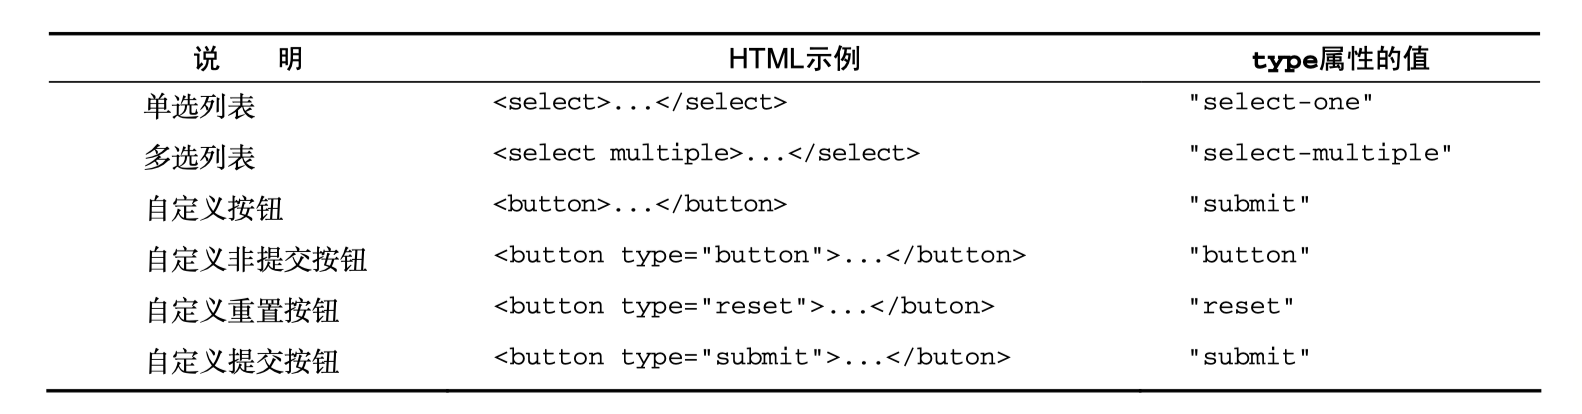 说 明 HTML示例 type属性的值
单选列表 <select>...</select> "select-one"
多选列表 <select multiple>...</select> "select-multiple"
自定义按钮 <button>...</button> "submit"
自定义非提交按钮 <button type="button">...</button> "button"
自定义重置按钮 <button type="reset">...</buton> "reset"
自定义提交按钮 <button type="submit">...</buton> "submit"